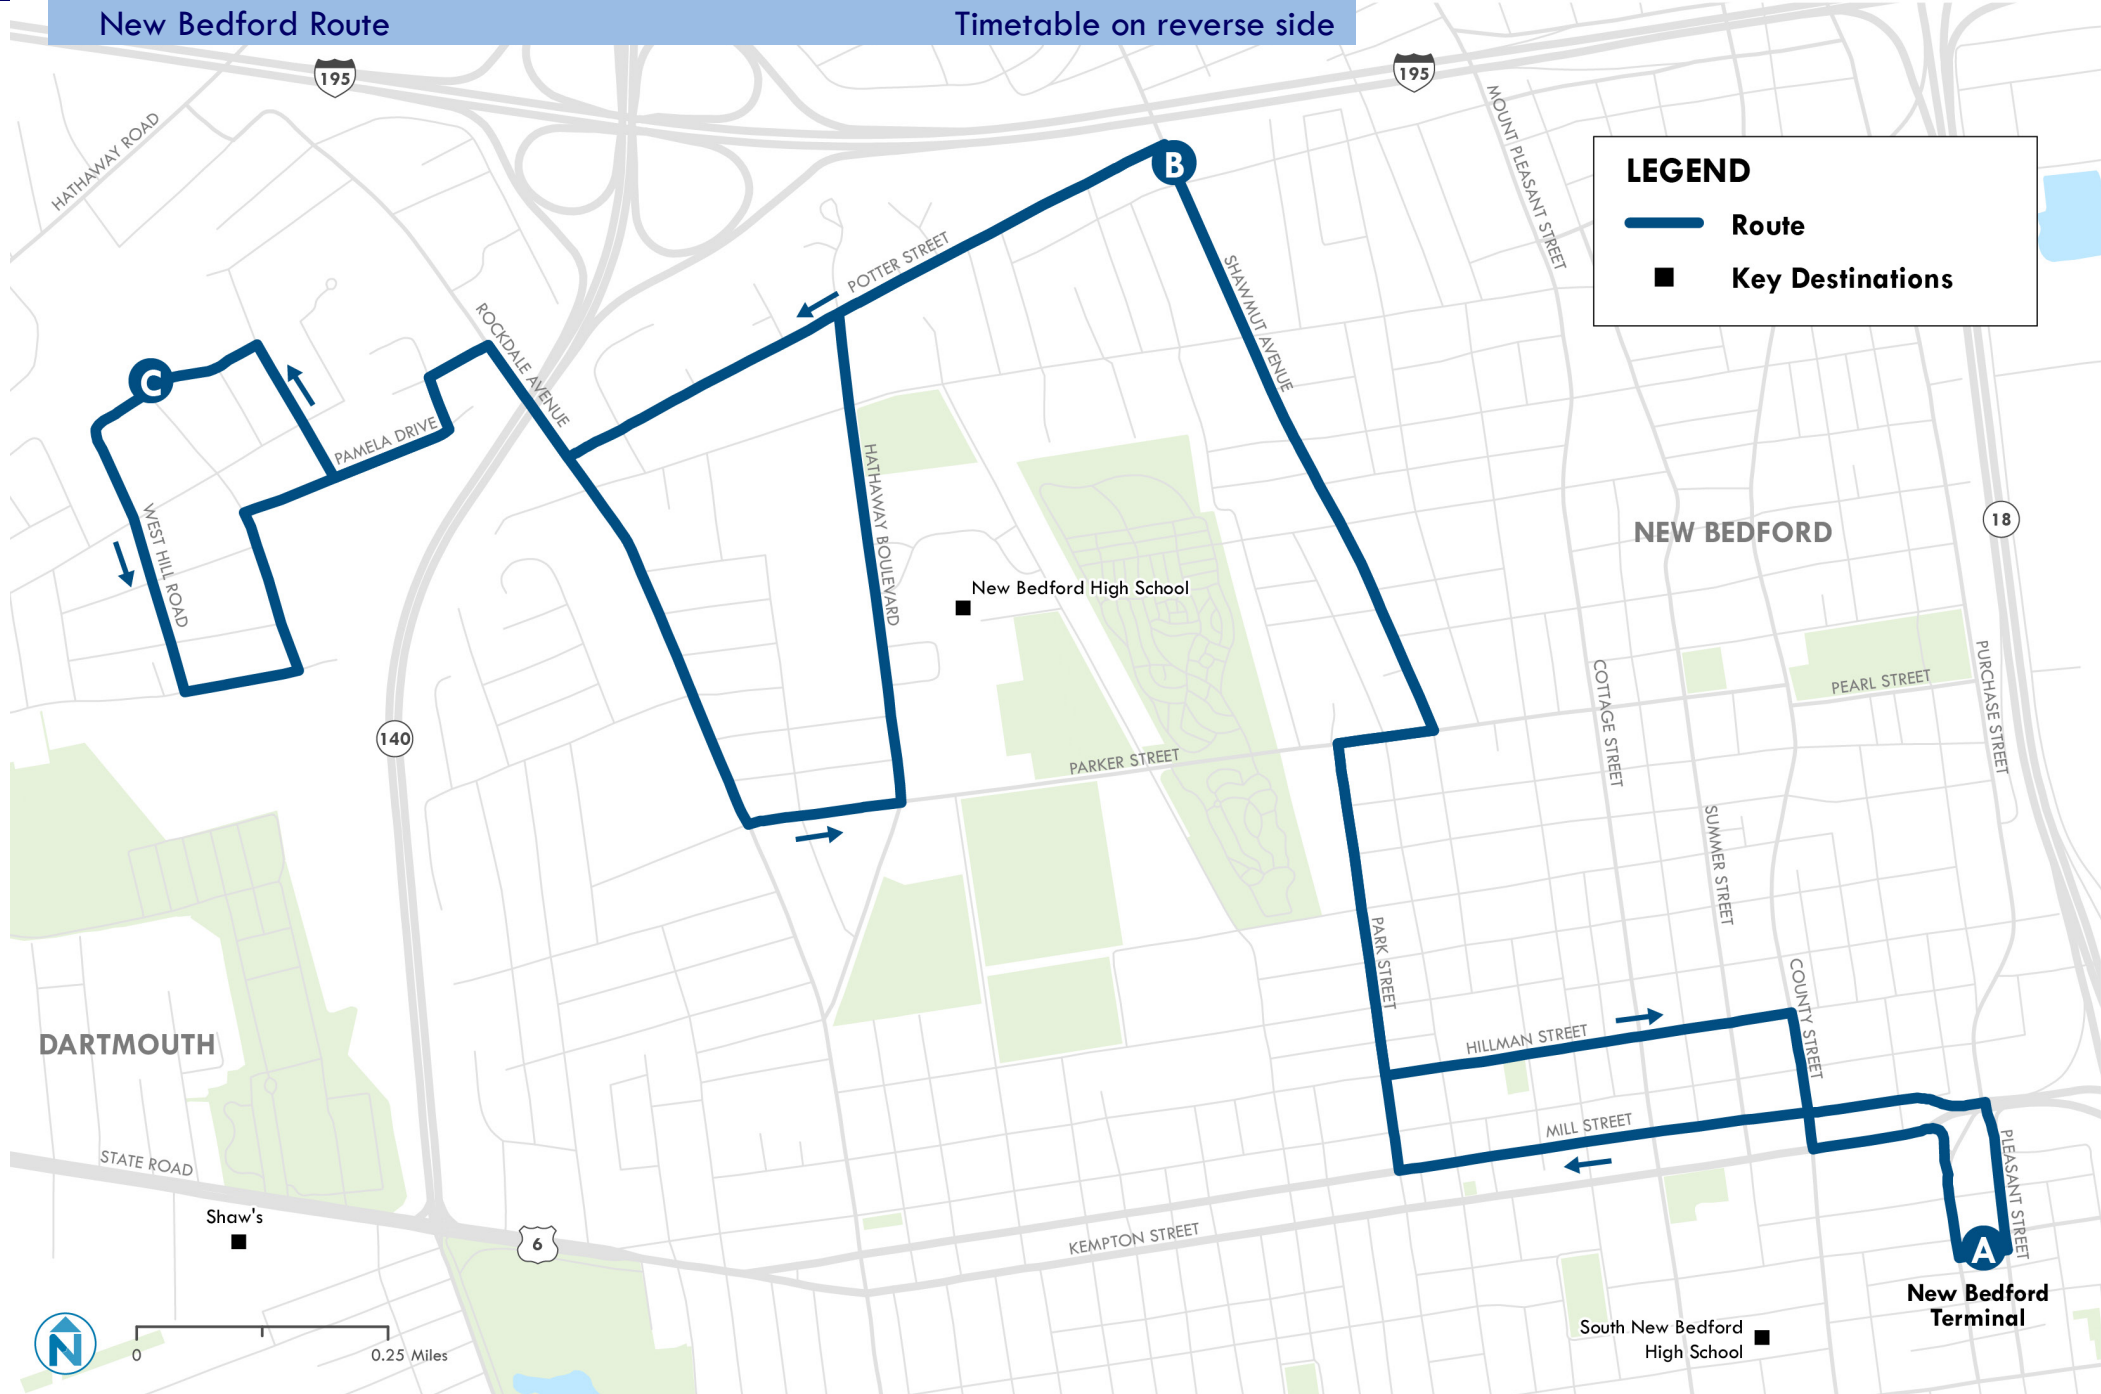 New Bedford Route
Timetable on reverse side
195
195
HATHAWAY ROAD
MOUNT PLEASANT STREET
LEGEND
Route
Key Destinations
B
POTTER STREET
SHAWMUT AVENUE
ROCKDALE AVENUE
C
PAMELA DRIVE
WEST HILL ROAD
HATHAWAY BOULEVARD
NEW BEDFORD
18
New Bedford High School
COTTAGE STREET
PEARL STREET
PURCHASE STREET
140
PARKER STREET
SUMMER STREET
PARK STREET
COUNTY STREET
DARTMOUTH
HILLMAN STREET
MILL STREET
PLEASANT STREET
STATE ROAD
Shaw's
6
KEMPTON STREET
A
New Bedford
Terminal
South New Bedford
High School
N
0
0.25 Miles